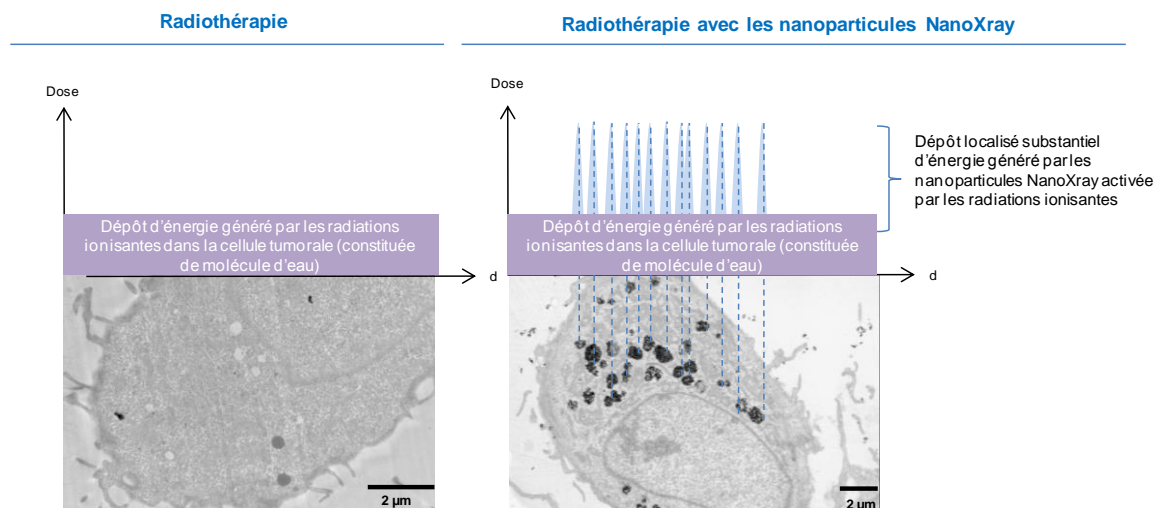 Radiothérapie
Radiothérapie avec les nanoparticules NanoXray
Dose
Dépôt d'énergie généré par les radiations
ionisantes dans la cellule tumorale (constituée
de molécule d'eau)
d
2 µm
Dose
Dépôt localisé substantiel
d'énergie généré par les
nanoparticules NanoXray activée
par les radiations ionisantes
Dépôt d'énergie généré par les radiations
ionisantes dans la cellule tumorale (constituée
de molécule d'eau)
d
2 µm